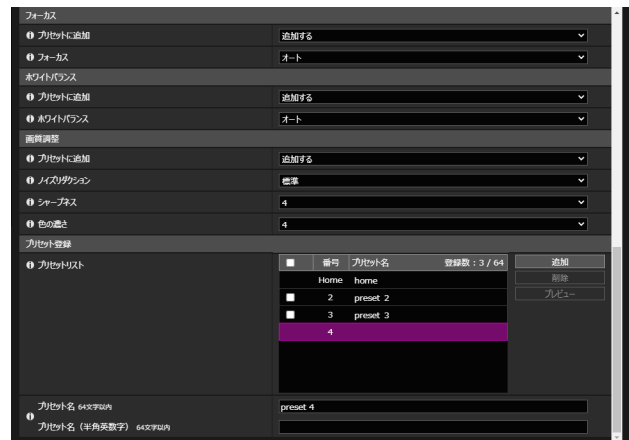 フォーカス
プリセットに追加 追加する
フォーカス オート
ホワイトバランス
プリセットに追加 追加する
ホワイトバランス オート
画質調整
プリセットに追加 追加する
ノイズリダクション 標準
シャープネス 4
色の濃さ 4
プリセット登録
プリセットリスト 番号 プリセット名 登録数 : 3 / 64 追加
Home home 削除
2 preset 2 プレビュー
3 preset 3
4
プリセット名 64文字以内 preset 4
プリセット名（半角英数字） 64文字以内